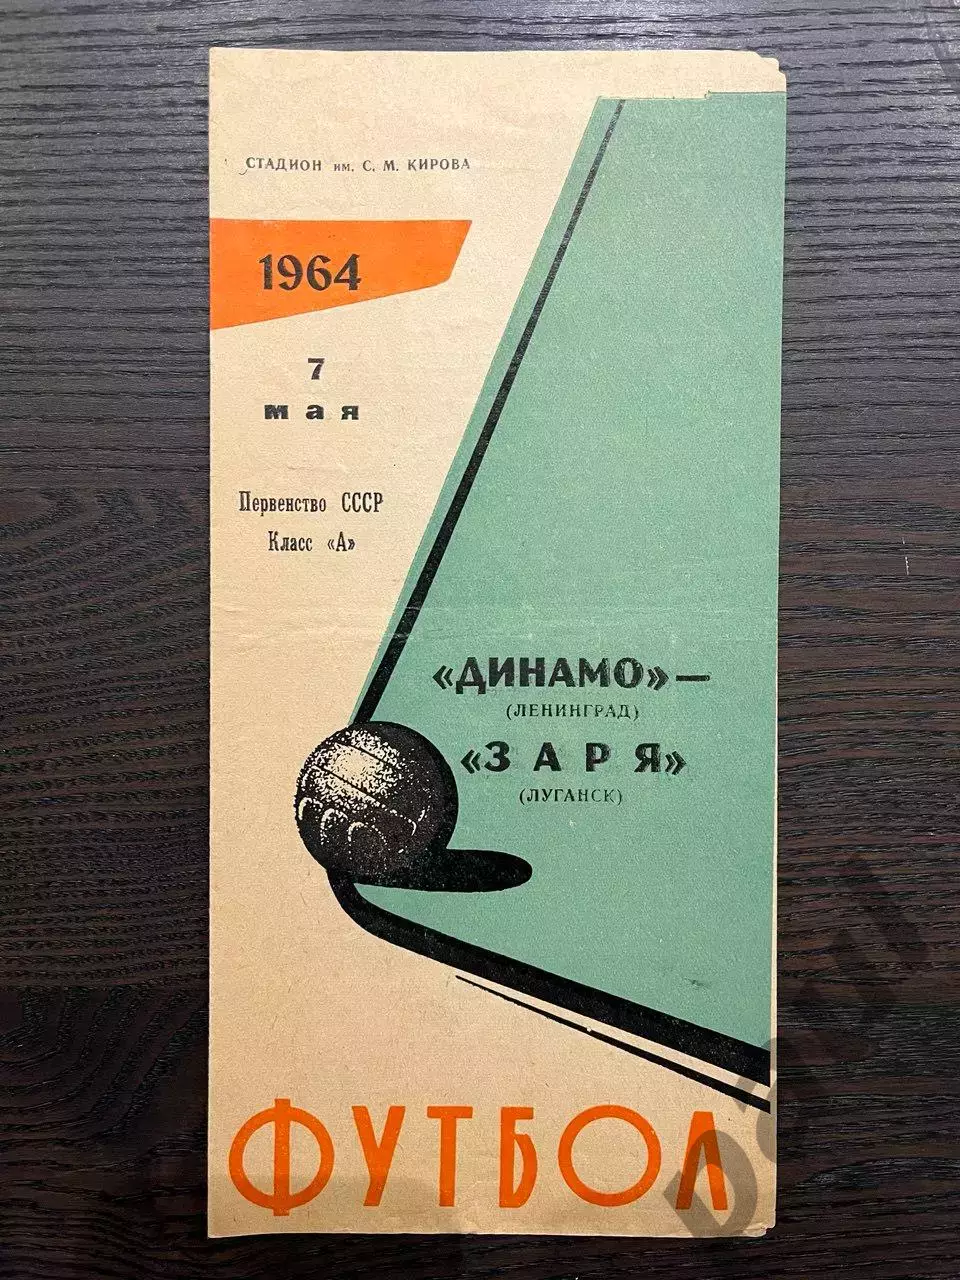 СТАДИОН им. С. М. КИРОВА
1964
7
мая
Первенство СССР
Класс «А»
«ДИНАМО» —
(ЛЕНИНГРАД)
«ЗАРЯ»
(ЛУГАНСК)
ФУТБОЛ